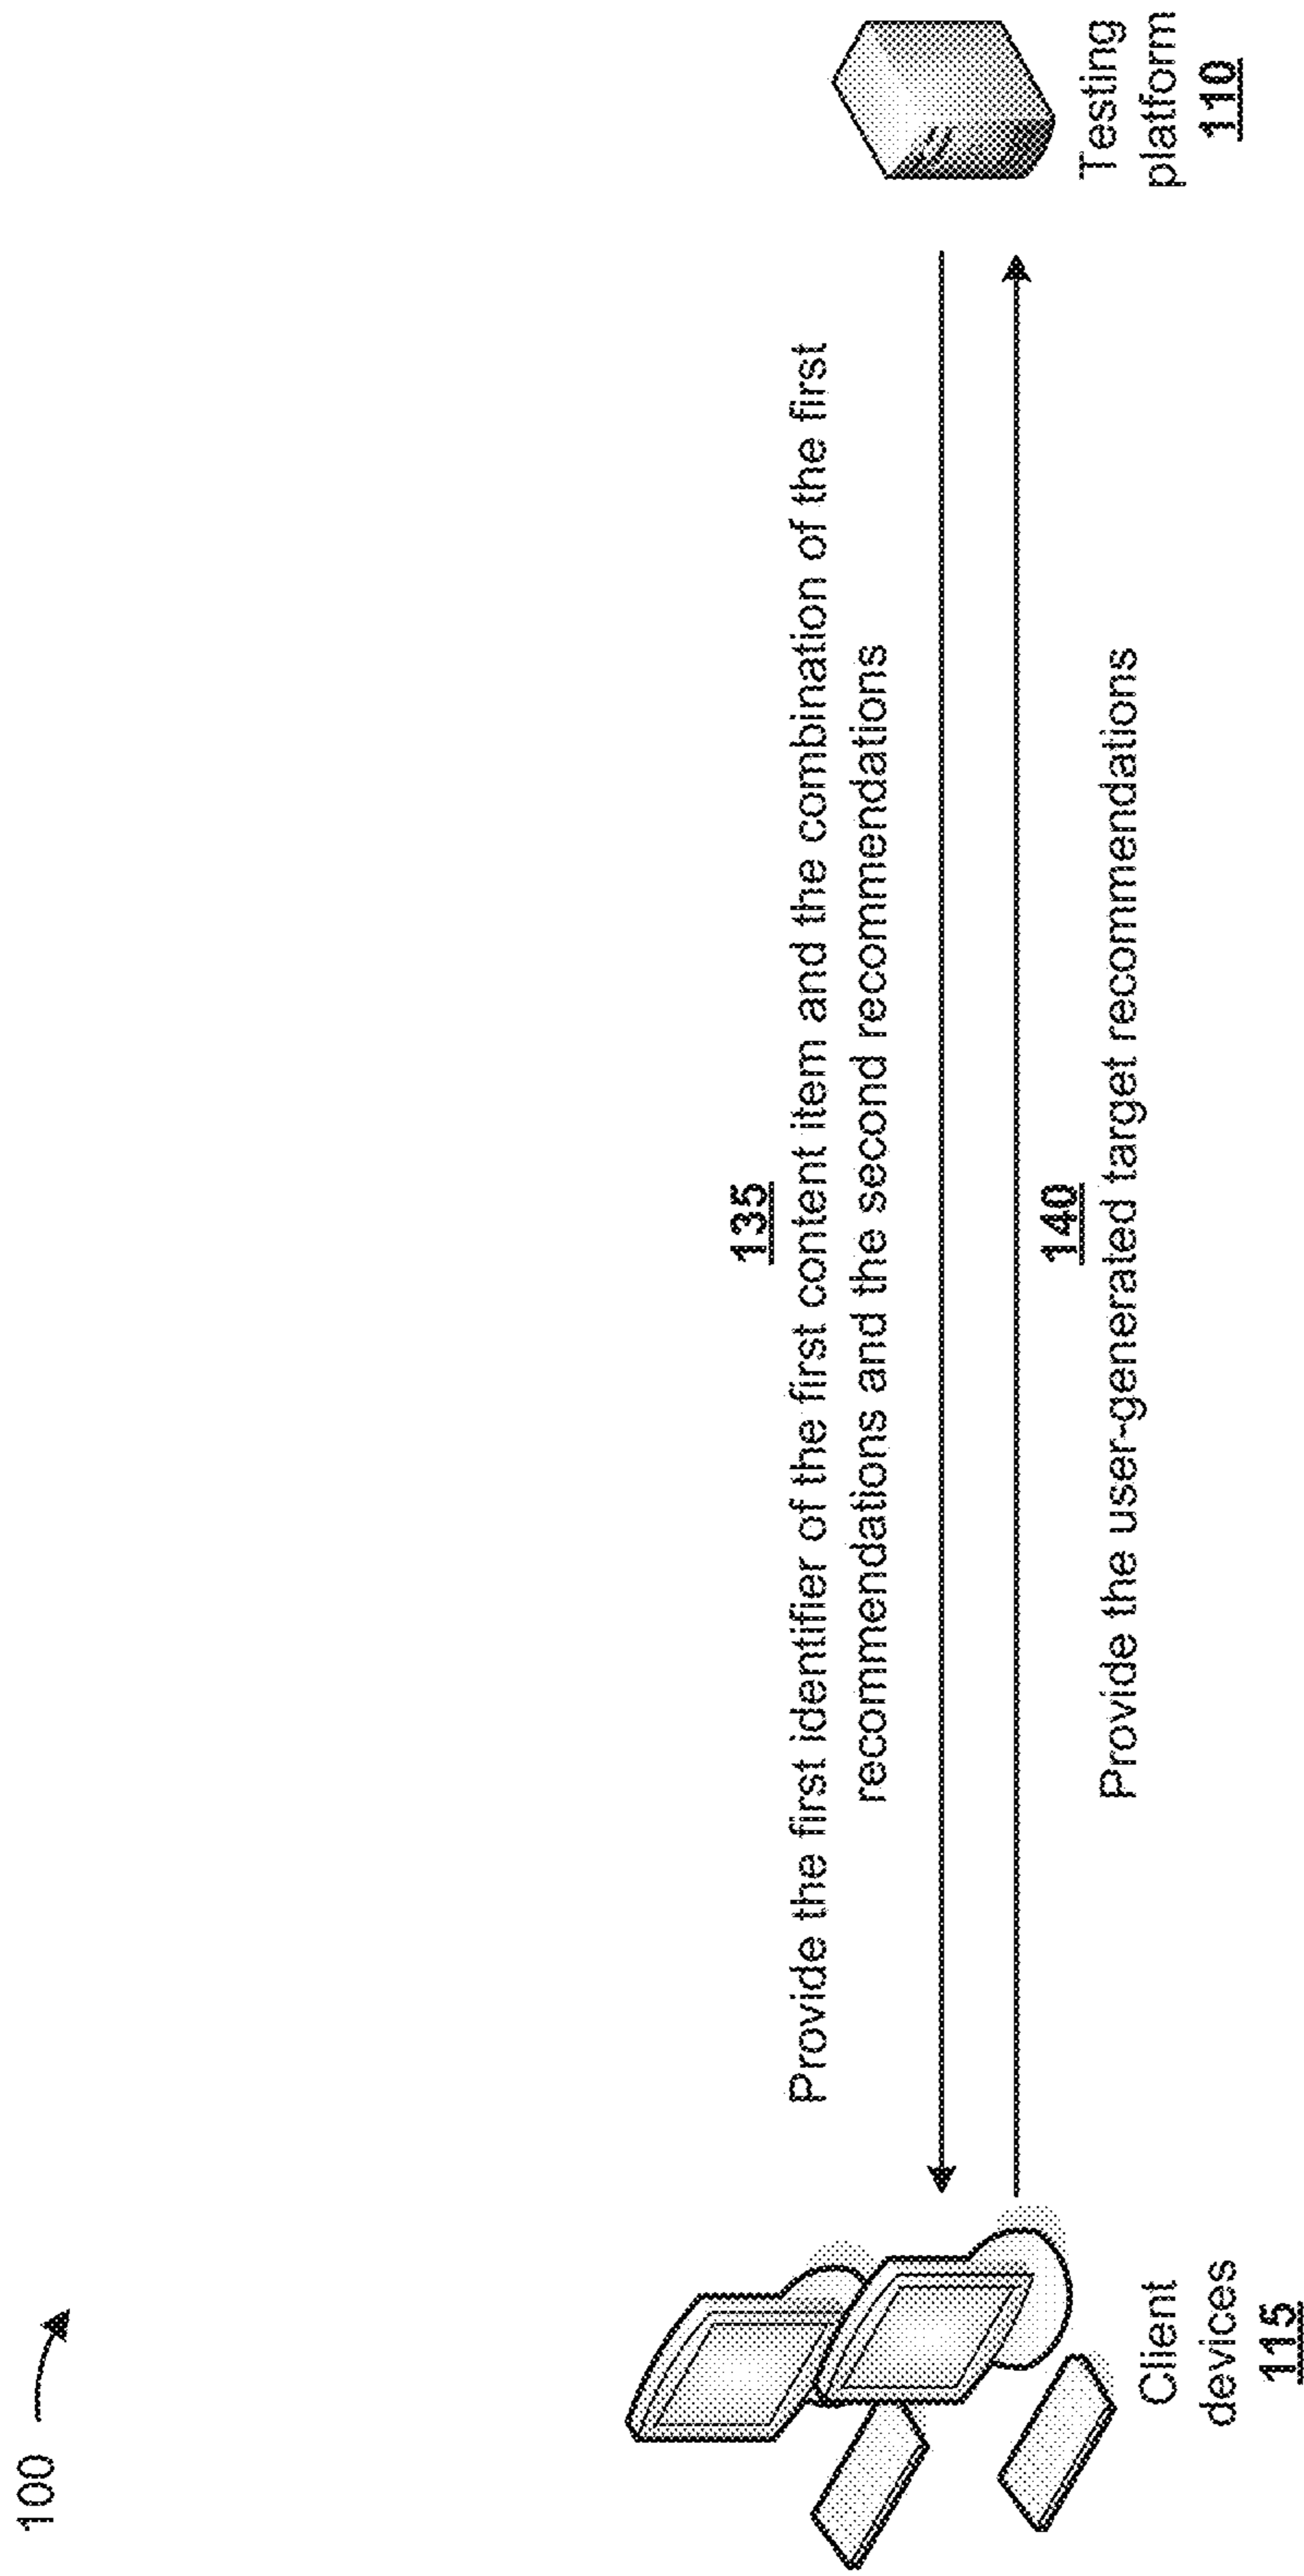 100
135
Provide the first identifier of the first content item and the combination of the first
recommendations and the second recommendations
140
Provide the user-generated target recommendations
Client
devices
115
Testing
platform
110